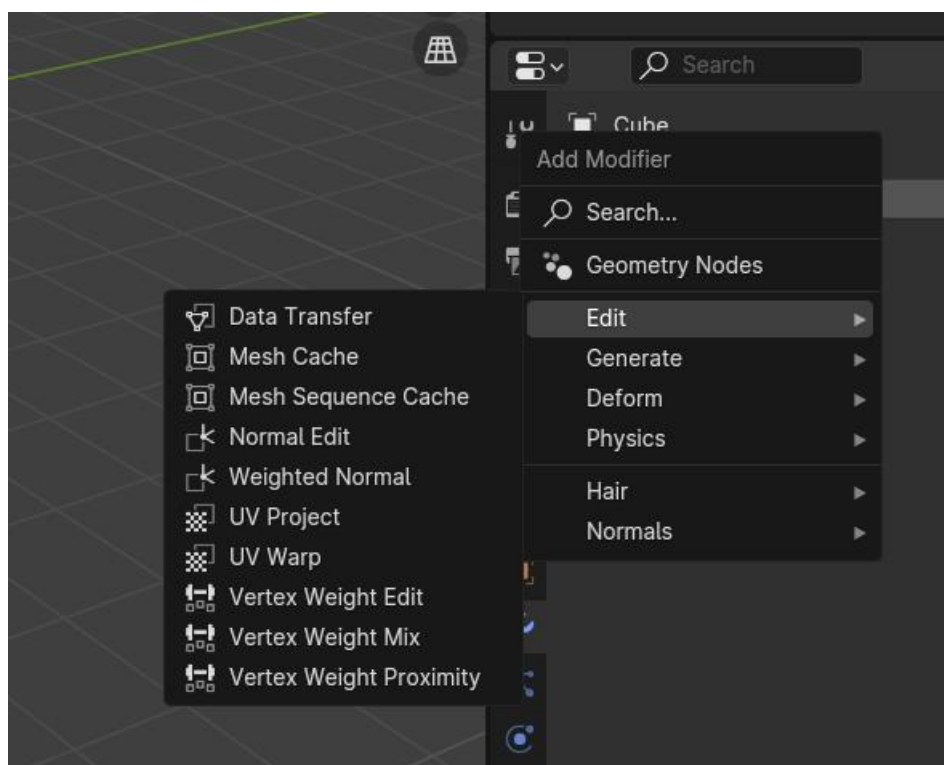 Search
Cube
Add Modifier
Search...
Geometry Nodes
Edit
Generate
Deform
Physics
Hair
Normals
Data Transfer
Mesh Cache
Mesh Sequence Cache
Normal Edit
Weighted Normal
UV Project
UV Warp
Vertex Weight Edit
Vertex Weight Mix
Vertex Weight Proximity